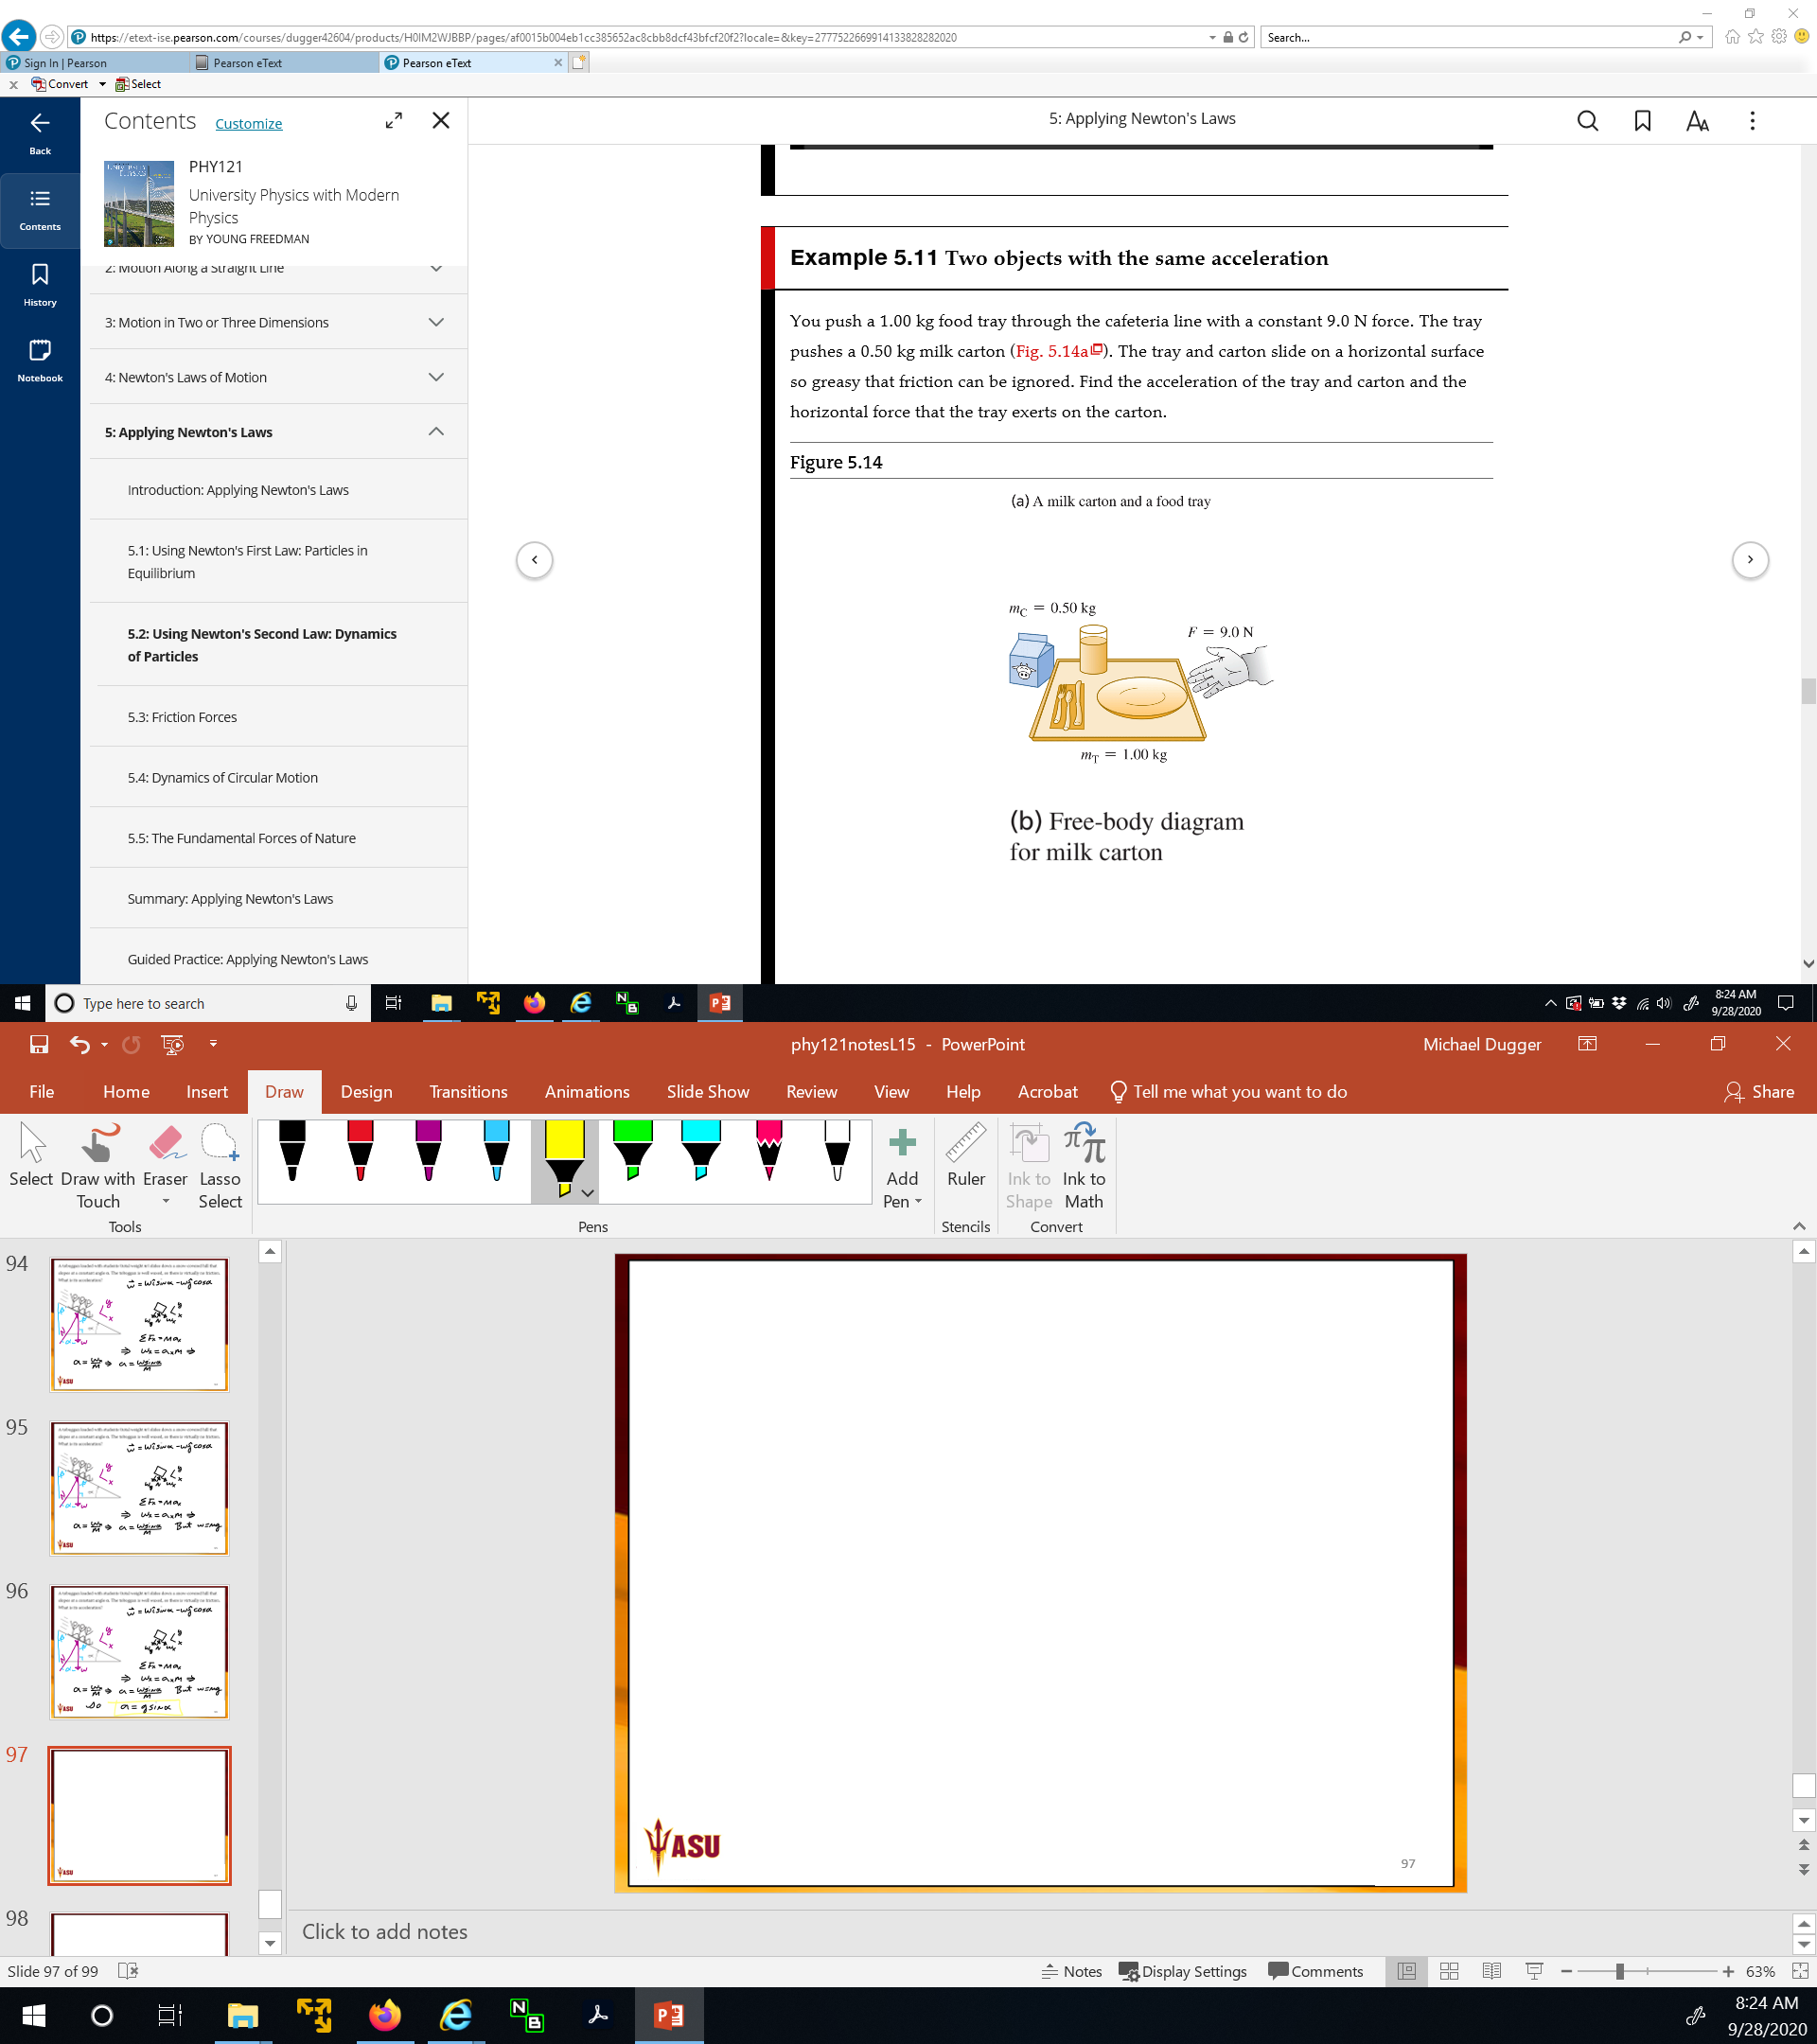 https://etext-ise.pearson.com/courses/dugger42604/products/H0IM2WJBBP/pages/af0015b004eb1cc385652ac8cbb8dcf43bfcf20f2?locale=&key=27775226699141338282820​20
Search...
Sign In | Pearson
Pearson eText
Pearson eText
Convert
Select
Back
Contents
History
Notebook
Contents
Customize
PHY121
University Physics with Modern
Physics
BY YOUNG FREEDMAN
2: Motion Along a Straight Line
3: Motion in Two or Three Dimensions
4: Newton's Laws of Motion
5: Applying Newton's Laws
Introduction: Applying Newton's Laws
5.1: Using Newton's First Law: Particles in
Equilibrium
5.2: Using Newton's Second Law: Dynamics
of Particles
5.3: Friction Forces
5.4: Dynamics of Circular Motion
5.5: The Fundamental Forces of Nature
Summary: Applying Newton's Laws
Guided Practice: Applying Newton's Laws
5: Applying Newton's Laws
Example 5.11 Two objects with the same acceleration
You push a 1.00 kg food tray through the cafeteria line with a constant 9.0 N force. The tray
pushes a 0.50 kg milk carton (Fig. 5.14a). The tray and carton slide on a horizontal surface
so greasy that friction can be ignored. Find the acceleration of the tray and carton and the
horizontal force that the tray exerts on the carton.
Figure 5.14
(a) A milk carton and a food tray
mC = 0.50 kg
F = 9.0 N
mT = 1.00 kg
(b) Free-body diagram
for milk carton
Type here to search
8:24 AM
9/28/2020
phy121notesL15 - PowerPoint
Michael Dugger
File
Home
Insert
Draw
Design
Transitions
Animations
Slide Show
Review
View
Help
Acrobat
Tell me what you want to do
Share
Select
Draw with
Touch
Eraser
Lasso
Select
Add
Pen
Ruler
Ink to
Shape
Ink to
Math
Tools
Pens
Stencils
Convert
94
95
96
97
98
ASU
97
Click to add notes
Slide 97 of 99
Notes
Display Settings
Comments
63%
8:24 AM
9/28/2020